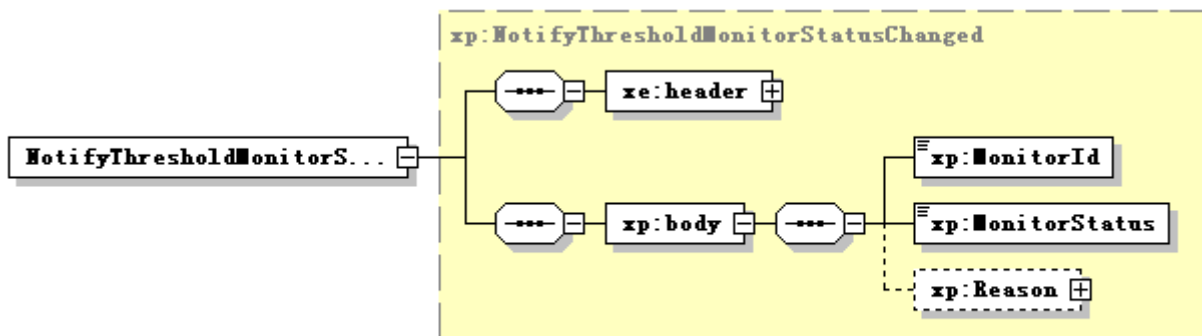 xp:NotifyThresholdMonitorStatusChanged
xe:header
NotifyThresholdMonitorS...
xp:MonitorId
xp:body
xp:MonitorStatus
xp:Reason